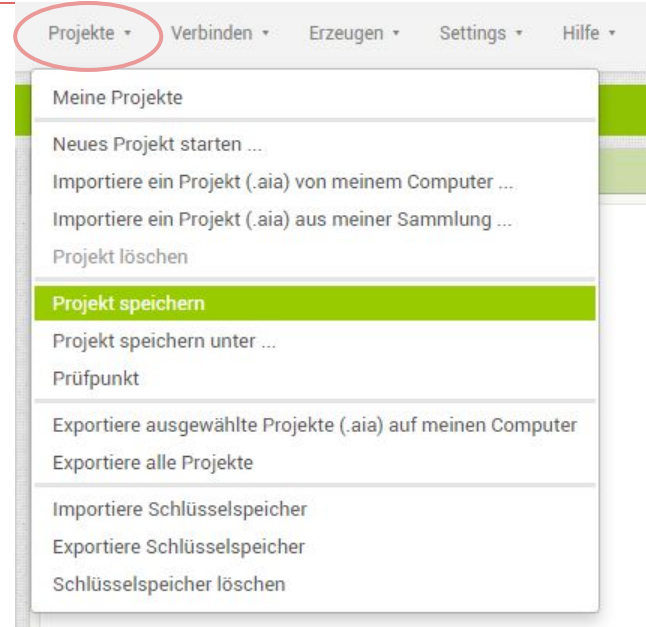 Projekte Verbinden Erzeugen Settings Hilfe
Meine Projekte
Neues Projekt starten ...
Importiere ein Projekt (.aia) von meinem Computer ...
Importiere ein Projekt (.aia) aus meiner Sammlung ...
Projekt löschen
Projekt speichern
Projekt speichern unter ...
Prüfpunkt
Exportiere ausgewählte Projekte (.aia) auf meinen Computer
Exportiere alle Projekte
Importiere Schlüsselspeicher
Exportiere Schlüsselspeicher
Schlüsselspeicher löschen